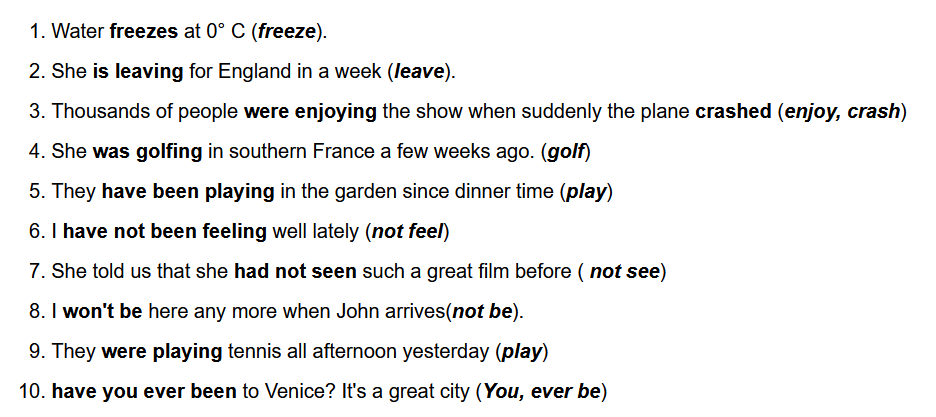 1. Water freezes at 0° C (freeze).
2. She is leaving for England in a week (leave).
3. Thousands of people were enjoying the show when suddenly the plane crashed (enjoy, crash)
4. She was golfing in southern France a few weeks ago. (golf)
5. They have been playing in the garden since dinner time (play)
6. I have not been feeling well lately (not feel)
7. She told us that she had not seen such a great film before ( not see)
8. I won't be here any more when John arrives(not be).
9. They were playing tennis all afternoon yesterday (play)
10. have you ever been to Venice? It's a great city (You, ever be)